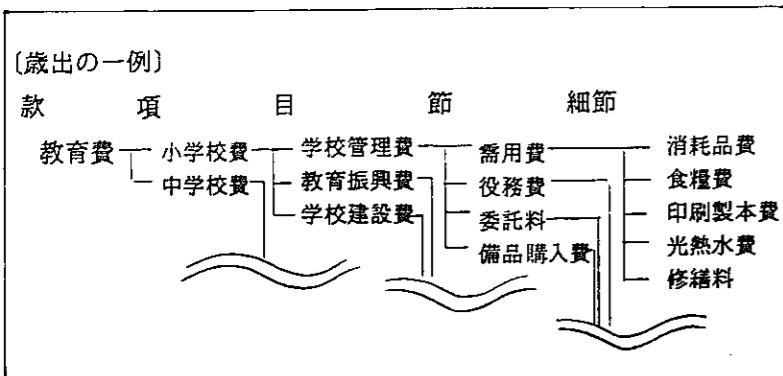 〔歳出の一例〕
款 項 目 節 細節
教育費 小学校費 学校管理費 需用費 消耗品費
中学校費 教育振興費 役務費 食糧費
学校建設費 委託料 印刷製本費
備品購入費 光熱水費
修繕料